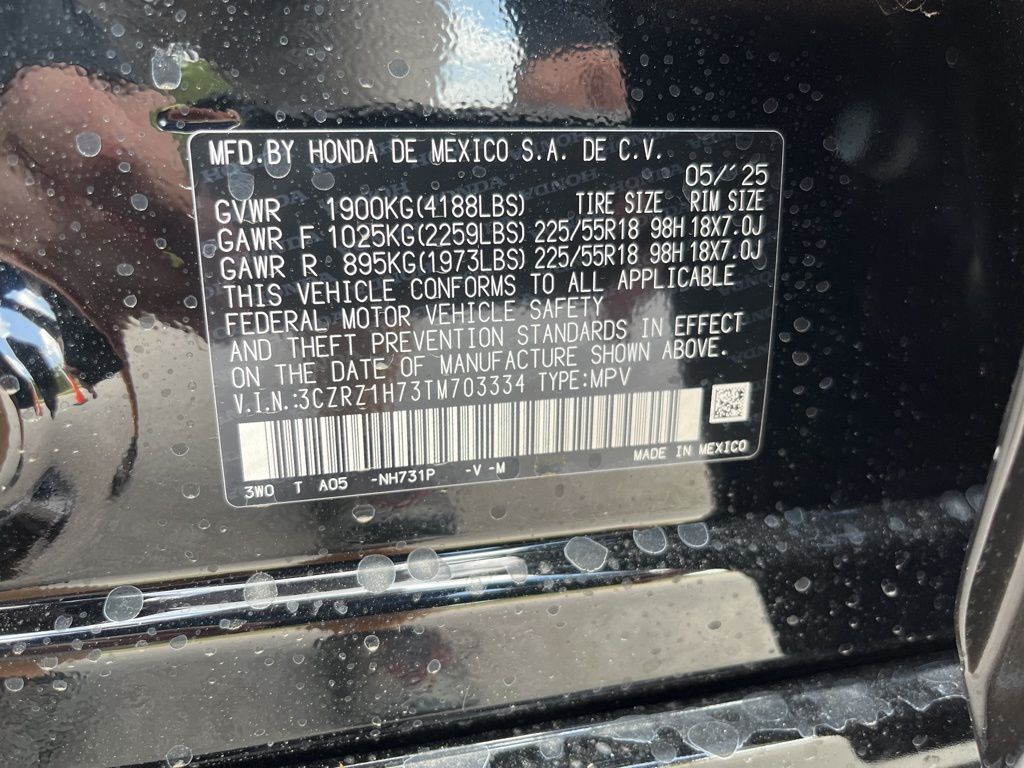 MFD.BY HONDA DE MEXICO S.A. DE C.V.
05/'25
GVWR 1900KG(4188LBS) TIRE SIZE RIM SIZE
GAWR F 1025KG(2259LBS) 225/55R18 98H 18X7.0J
GAWR R 895KG(1973LBS) 225/55R18 98H 18X7.0J
THIS VEHICLE CONFORMS TO ALL APPLICABLE
FEDERAL MOTOR VEHICLE SAFETY
AND THEFT PREVENTION STANDARDS IN EFFECT
ON THE DATE OF MANUFACTURE SHOWN ABOVE.
V.I.N.:3CZRZ1H73TM703334 TYPE:MPV
MADE IN MEXICO
3W0 T A05 -NH731P -V -M